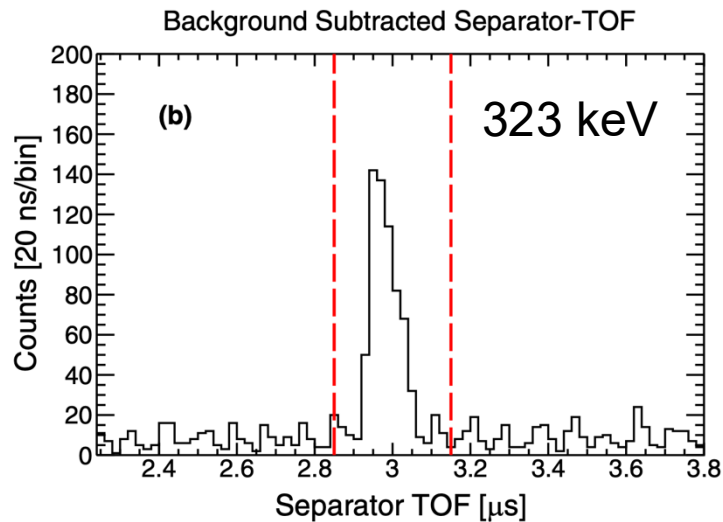 Background Subtracted Separator-TOF
200
180
160
140
120
100
80
60
40
20
0
Counts [20 ns/bin]
(b)
323 keV
2.4 2.6 2.8 3 3.2 3.4 3.6 3.8
Separator TOF [μs]